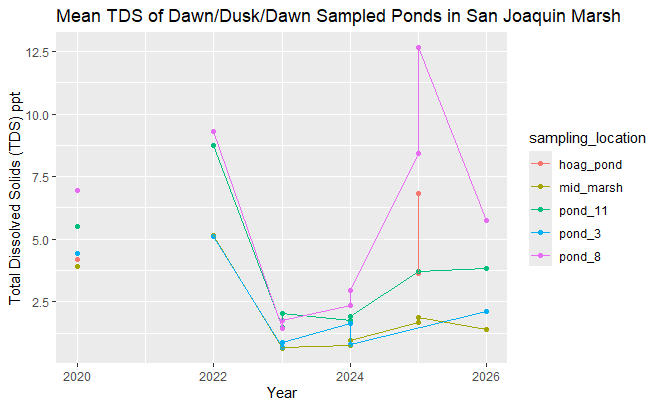 Mean TDS of Dawn/Dusk/Dawn Sampled Ponds in San Joaquin Marsh
Total Dissolved Solids (TDS) ppt
12.5
10.0
7.5
5.0
2.5
2020
2022
2024
2026
Year
sampling_location
hoag_pond
mid_marsh
pond_11
pond_3
pond_8